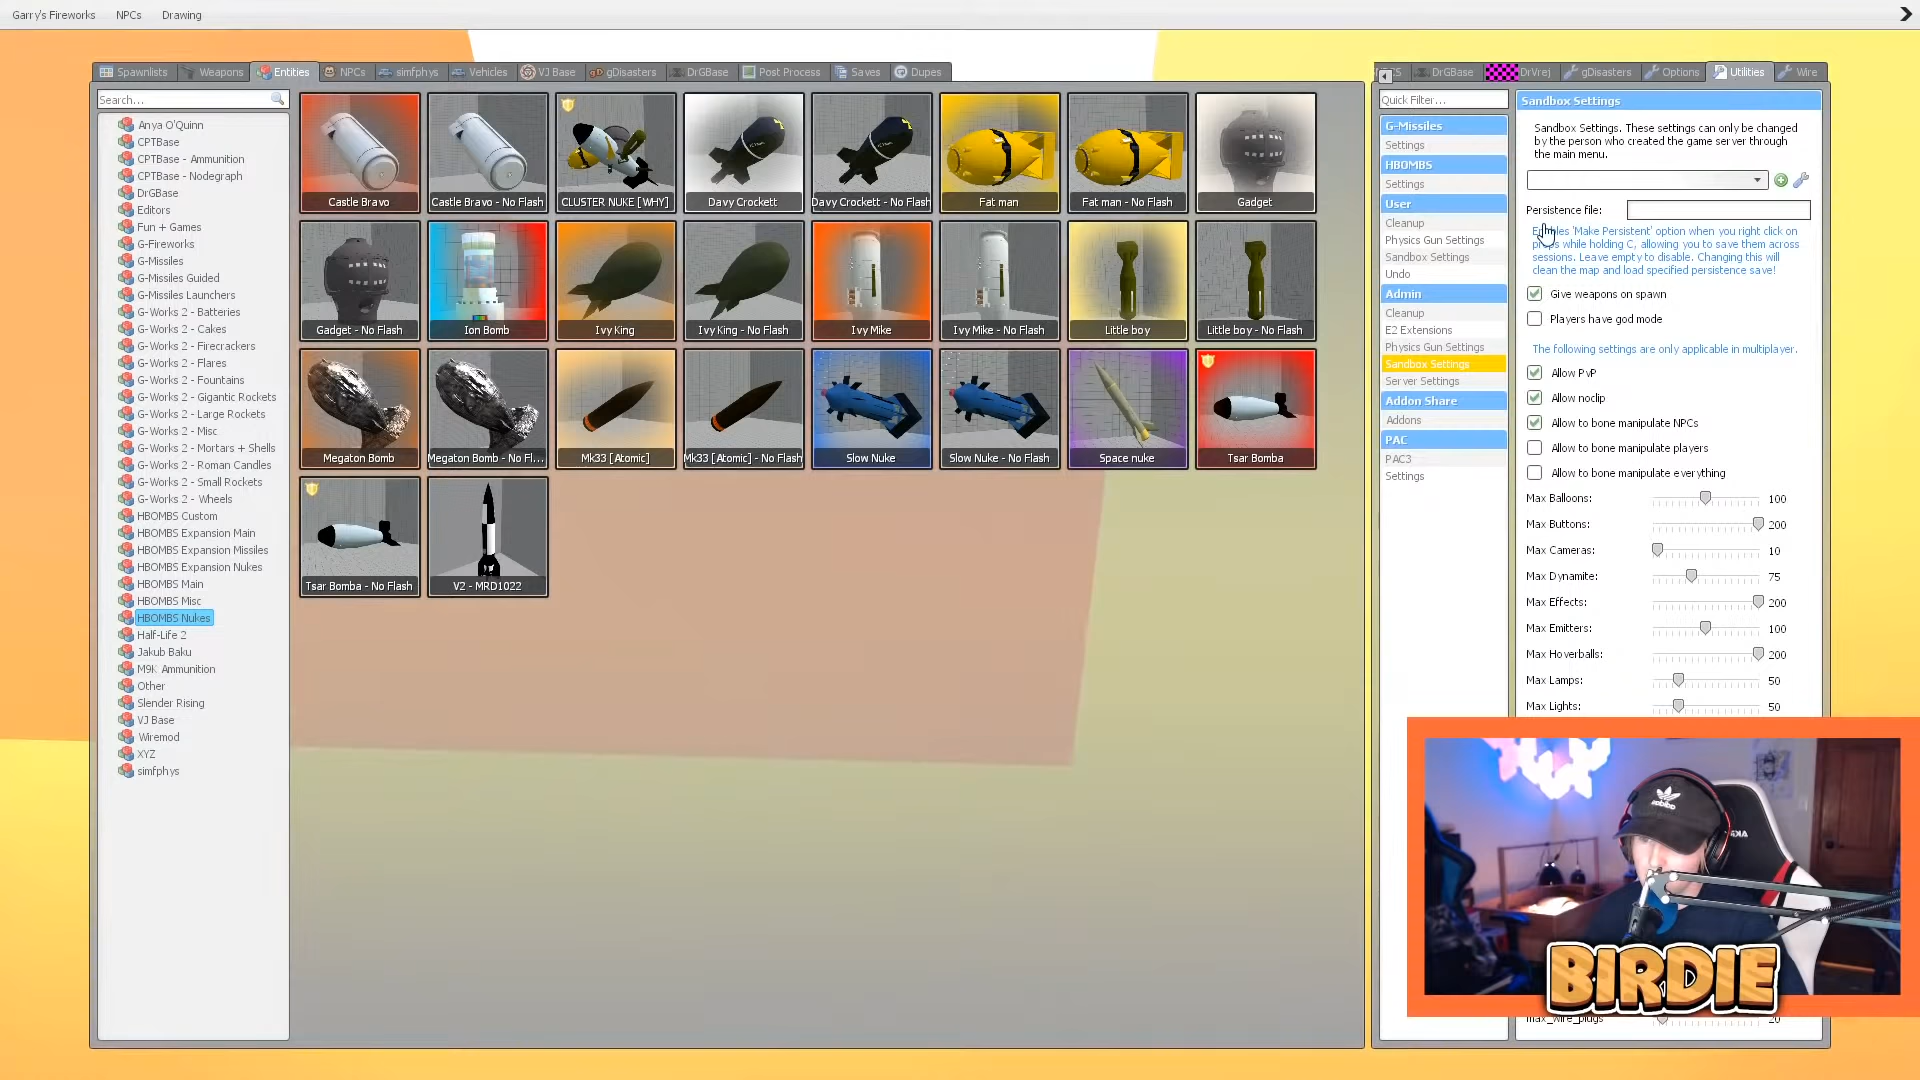 Garry's Fireworks NPCs Drawing
Spawnlists Weapons Entities NPCs simfphys Vehicles VJ Base gDisasters DrGBase Post Process Saves Dupes
Search...
Anya O'Quinn
CPTBase
CPTBase - Ammunition
CPTBase - Nodegraph
DrGBase
Editors
Fun + Games
G-Fireworks
G-Missiles
G-Missiles Guided
G-Missiles Launchers
G-Works 2 - Batteries
G-Works 2 - Cakes
G-Works 2 - Firecrackers
G-Works 2 - Flares
G-Works 2 - Fountains
G-Works 2 - Gigantic Rockets
G-Works 2 - Large Rockets
G-Works 2 - Misc
G-Works 2 - Mortars + Shells
G-Works 2 - Roman Candles
G-Works 2 - Small Rockets
G-Works 2 - Wheels
HBOMBS Custom
HBOMBS Expansion Main
HBOMBS Expansion Missiles
HBOMBS Expansion Nukes
HBOMBS Main
HBOMBS Misc
HBOMBS Nukes
Half-Life 2
Jakub Baku
M9K Ammunition
Other
Slender Rising
VJ Base
Wiremod
XYZ
simfphys
Castle Bravo
Castle Bravo - No Flash
CLUSTER NUKE [WHY]
Davy Crockett
Davy Crockett - No Flash
Fat man
Fat man - No Flash
Gadget
Gadget - No Flash
Ion Bomb
Ivy King
Ivy King - No Flash
Ivy Mike
Ivy Mike - No Flash
Little boy
Little boy - No Flash
Megaton Bomb
Megaton Bomb - No Fl...
Mk33 [Atomic]
Mk33 [Atomic] - No Flash
Slow Nuke
Slow Nuke - No Flash
Space nuke
Tsar Bomba
Tsar Bomba - No Flash
V2 - MRD1022
DrGBase DrVrej gDisasters Options Utilities Wire
Quick Filter...
G-Missiles
Settings
HBOMBS
Settings
User
Cleanup
Physics Gun Settings
Sandbox Settings
Undo
Admin
Cleanup
E2 Extensions
Physics Gun Settings
Sandbox Settings
Server Settings
Addon Share
Addons
PAC
PAC3
Settings
Sandbox Settings
Sandbox Settings. These settings can only be changed
by the person who created the game server through
the main menu.
Persistence file:
'Make Persistent' option when you right click on
while holding C, allowing you to save them across
sessions. Leave empty to disable. Changing this will
clean the map and load specified persistence save!
Give weapons on spawn
Players have god mode
The following settings are only applicable in multiplayer.
Allow PvP
Allow noclip
Allow to bone manipulate NPCs
Allow to bone manipulate players
Allow to bone manipulate everything
Max Balloons: 100
Max Buttons: 200
Max Cameras: 10
Max Dynamite: 75
Max Effects: 200
Max Emitters: 100
Max Hoverballs: 200
Max Lamps: 50
Max Lights: 50
max_wire_plugs 20
adidas
BIRDIE